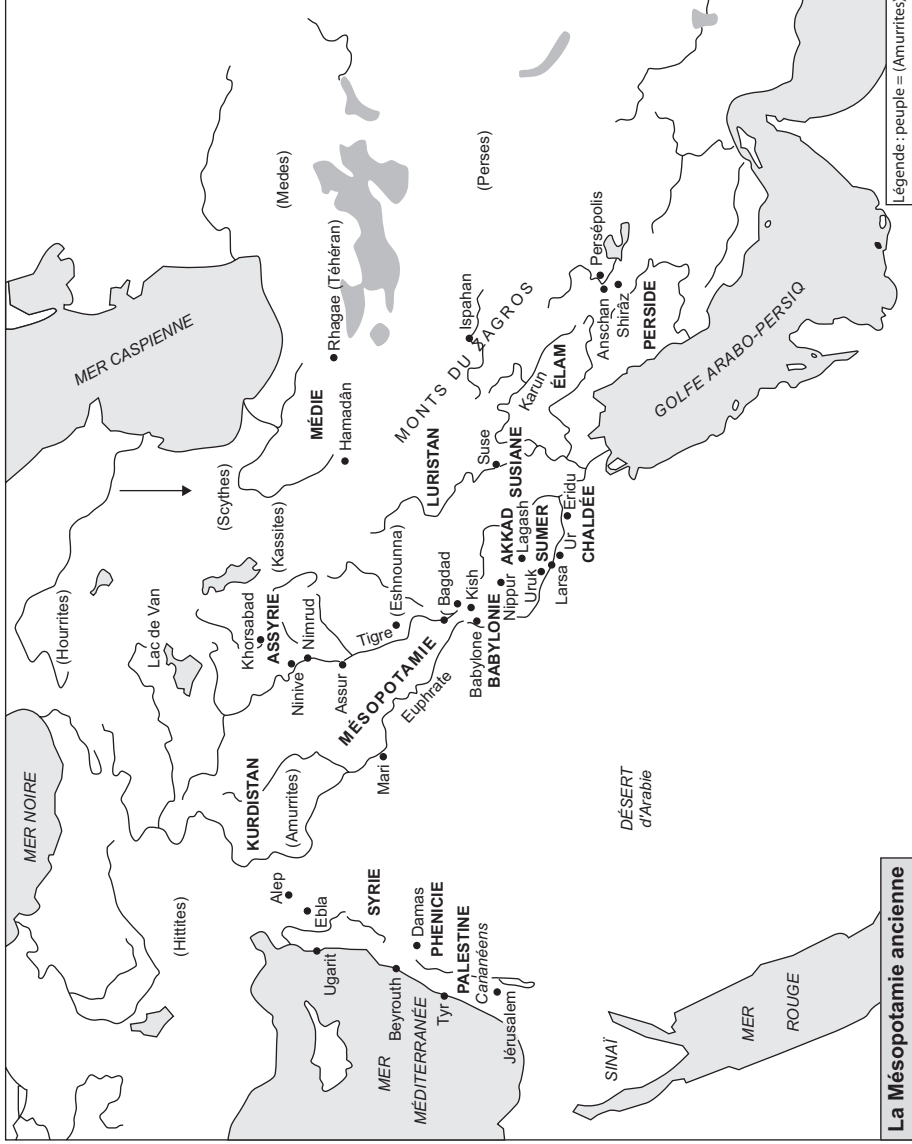 MER NOIRE
(Hourrites)
MER CASPIENNE
Lac de Van
(Scythes)
(Hittites)
KURDISTAN
Khorsabad
ASSYRIE
(Kassites)
MÉDIE
Rhagae (Téhéran)
(Medes)
Alep
Ebla
(Amurrites)
Ninive
Nimrud
Hamadân
Ugarit
SYRIE
Assur
Tigre
(Eshnounna)
MONTS DU ZAGROS
Mari
MÉSOPOTAMIE
Euphrate
Bagdad
LURISTAN
Ispahan
(Perses)
Beyrouth
Damas
PHENICIE
MER
MÉDITERRANÉE
Tyr
PALESTINE
Cananéens
Jérusalem
Kish
Babylone
BABYLONIE
Nippur
AKKAD
Lagash
Suse
SUSIANE
Karun
ÉLAM
Uruk
SUMER
Larsa
Ur
Eridu
CHALDÉE
Anschan
Persépolis
Shirâz
PERSIDE
DÉSERT
d'Arabie
SINAÏ
GOLFE ARABO-PERSIQ
MER
ROUGE
La Mésopotamie ancienne
Légende : peuple = (Amurrites)